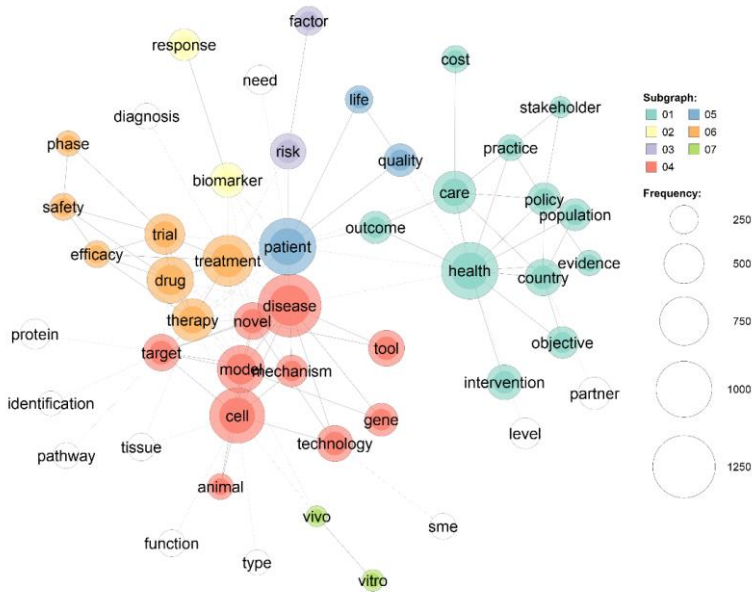 factor
response
cost
need
life
stakeholder
diagnosis
phase
practice
risk
quality
biomarker
care
policy
safety
population
outcome
trial
patient
efficacy
treatment
evidence
health
drug
country
disease
therapy
novel
protein
target
tool
objective
model
mechanism
intervention
partner
identification
cell
gene
level
pathway
tissue
technology
animal
vivo
sme
function
type
vitro
Subgraph:
01 05
02 06
03 07
04
Frequency:
250
500
750
1000
1250